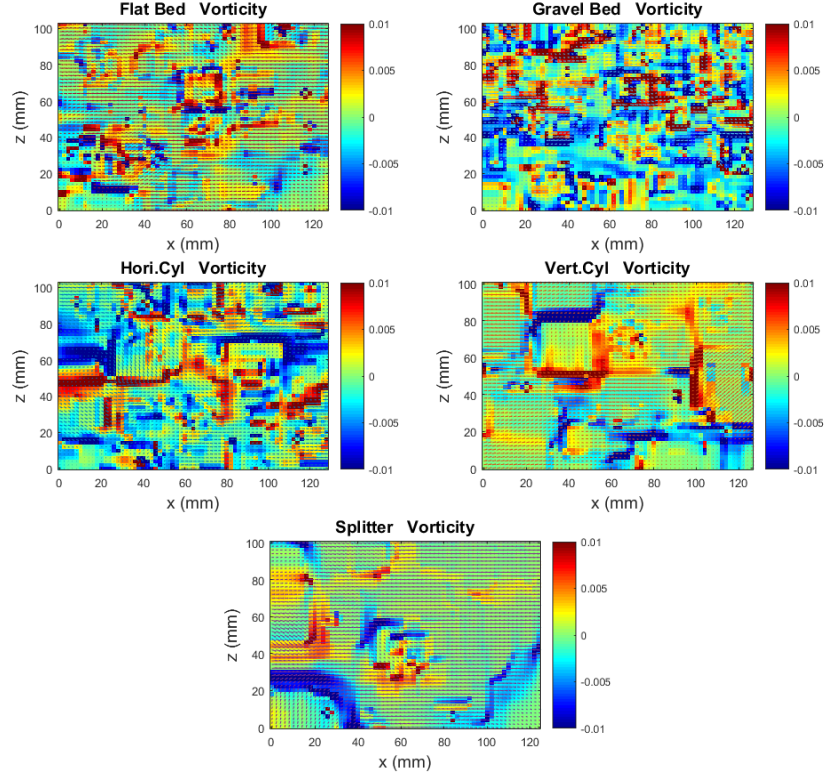 Flat Bed   Vorticity
100
80
60
40
20
0
z (mm)
0 20 40 60 80 100 120
x (mm)
0.01
0.005
0
-0.005
-0.01
Gravel Bed   Vorticity
100
80
60
40
20
0
z (mm)
0 20 40 60 80 100 120
x (mm)
0.01
0.005
0
-0.005
-0.01
Hori.Cyl   Vorticity
100
80
60
40
20
0
z (mm)
0 20 40 60 80 100 120
x (mm)
0.01
0.005
0
-0.005
-0.01
Vert.Cyl   Vorticity
100
80
60
40
20
0
z (mm)
0 20 40 60 80 100 120
x (mm)
0.01
0.005
0
-0.005
-0.01
Splitter   Vorticity
100
80
60
40
20
0
z (mm)
0 20 40 60 80 100 120
x (mm)
0.01
0.005
0
-0.005
-0.01